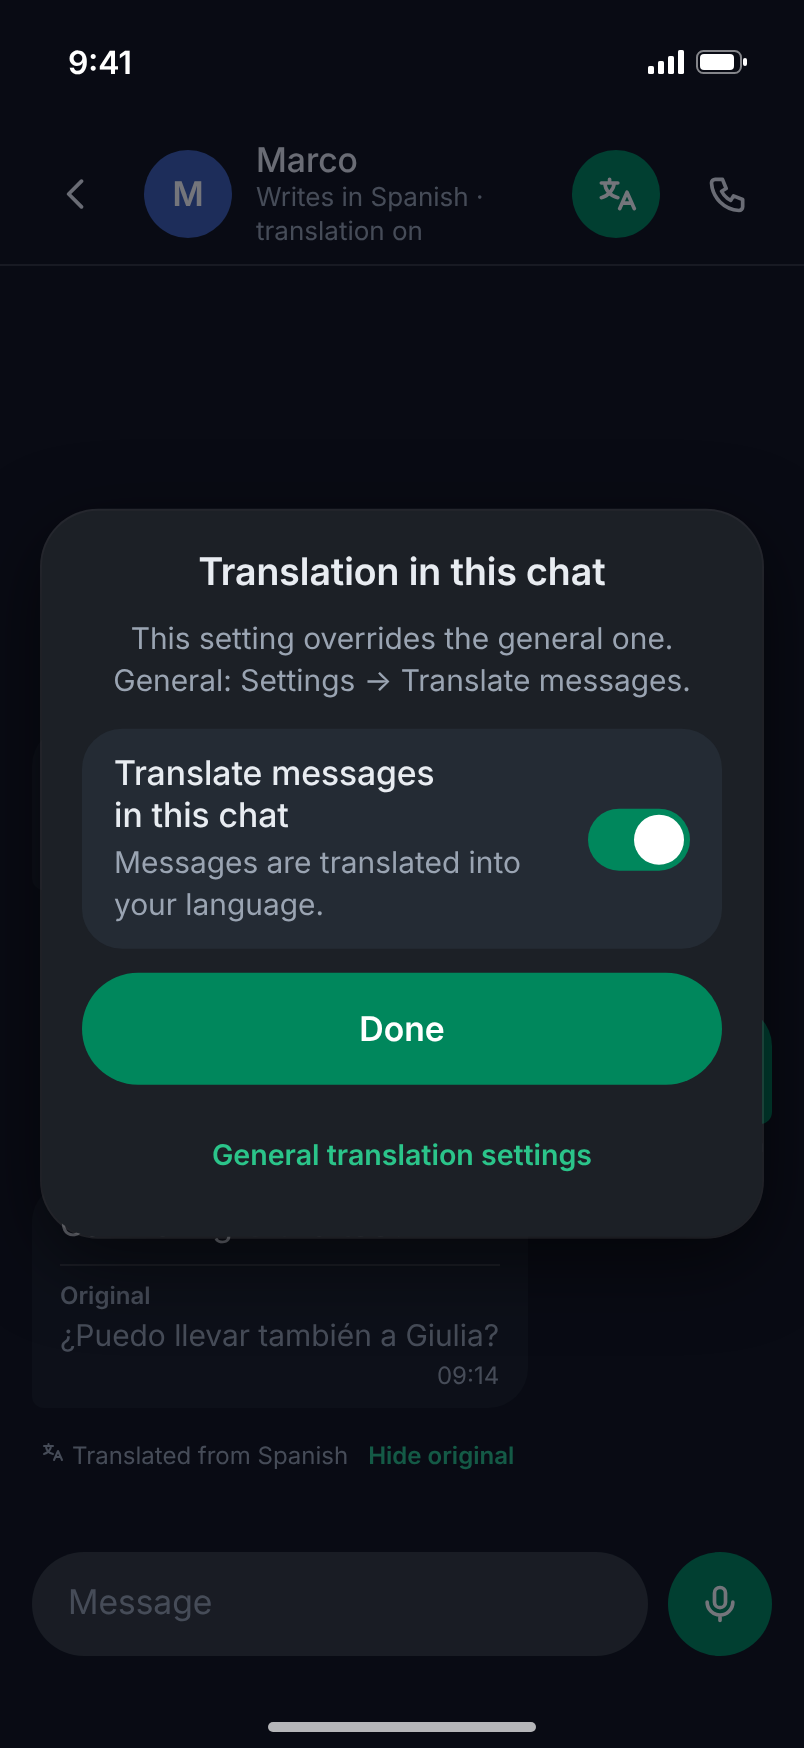 9:41
M
Marco
Writes in Spanish ·
translation on
Translation in this chat
This setting overrides the general one.
General: Settings → Translate messages.
Translate messages
in this chat
Messages are translated into
your language.
Done
General translation settings
Original
¿Puedo llevar también a Giulia?
09:14
Translated from Spanish Hide original
Message